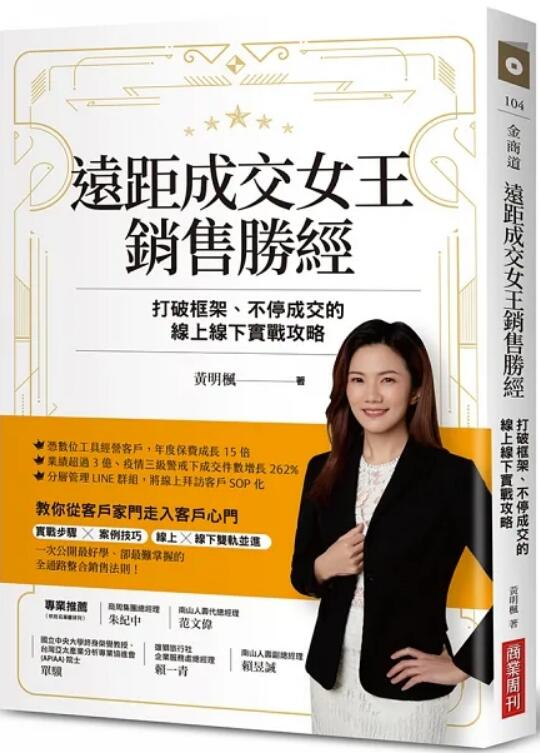 遠距成交女王
銷售勝經
打破框架、不停成交的
線上線下實戰攻略
黃明楓 著
憑數位工具經營客戶,年度保費成長 15 倍
業績超過 3 億、疫情三級警戒下成交件數增長 262%
分層管理 LINE 群組,將線上拜訪客戶 SOP 化
教你從客戶家門走入客戶心門
實戰步驟 × 案例技巧 線上 × 線下雙軌並進
一次公開最好學、卻最難掌握的
全通路整合銷售法則!
專業推薦
(依姓氏筆畫排列)
商周集團總經理
朱紀中
南山人壽代總經理
范文偉
國立中央大學終身榮譽教授、
台灣亞太產業分析專業協進會
(APIAA) 院士
單驥
雄獅旅行社
企業服務處總經理
賴一青
南山人壽副總經理
賴昱誠
104
金商道
遠距成交女王銷售勝經
打破框架、不停成交的
線上線下實戰攻略
黃明楓 著
商業周刊